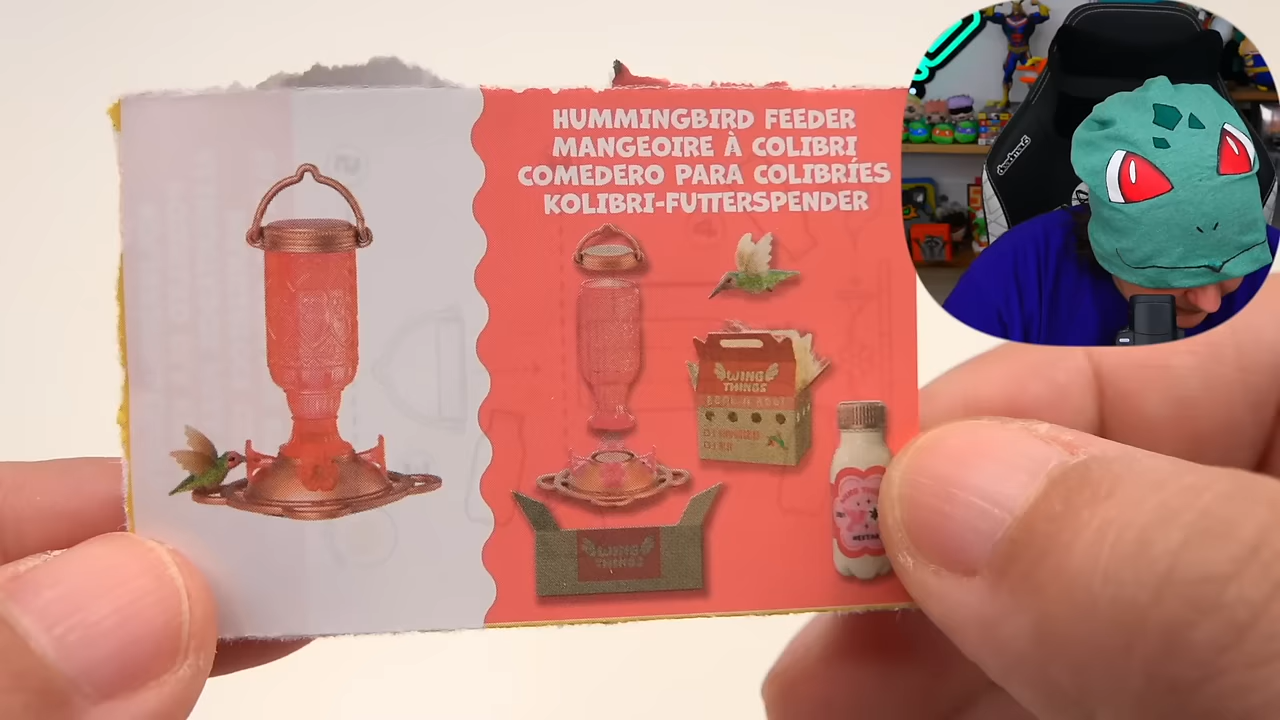 HUMMINGBIRD FEEDER
MANGEOIRE À COLIBRI
COMEDERO PARA COLIBRÍES
KOLIBRI-FUTTERSPENDER
WING
THINGS
WING
THINGS